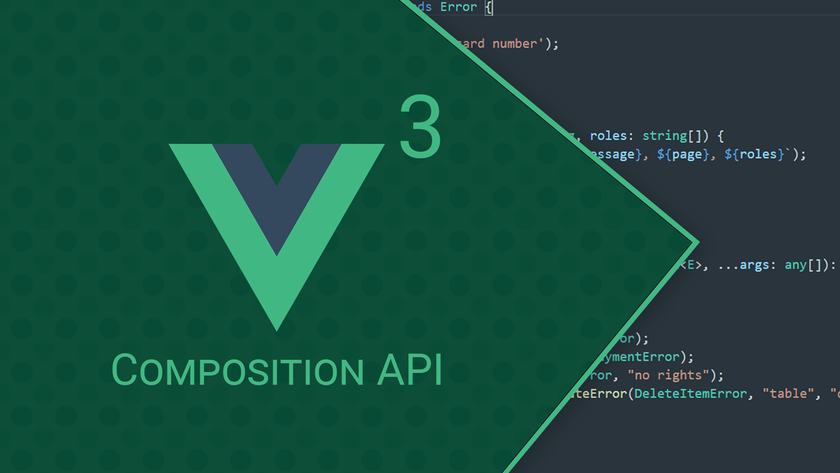 3
COMPOSITION API
ds Error {
ard number');
, roles: string[]) {
essage}, ${page}, ${roles}`);
<E>, ...args: any[]):
or);
ymentError);
ror, "no rights");
teError(DeleteItemError, "table", "